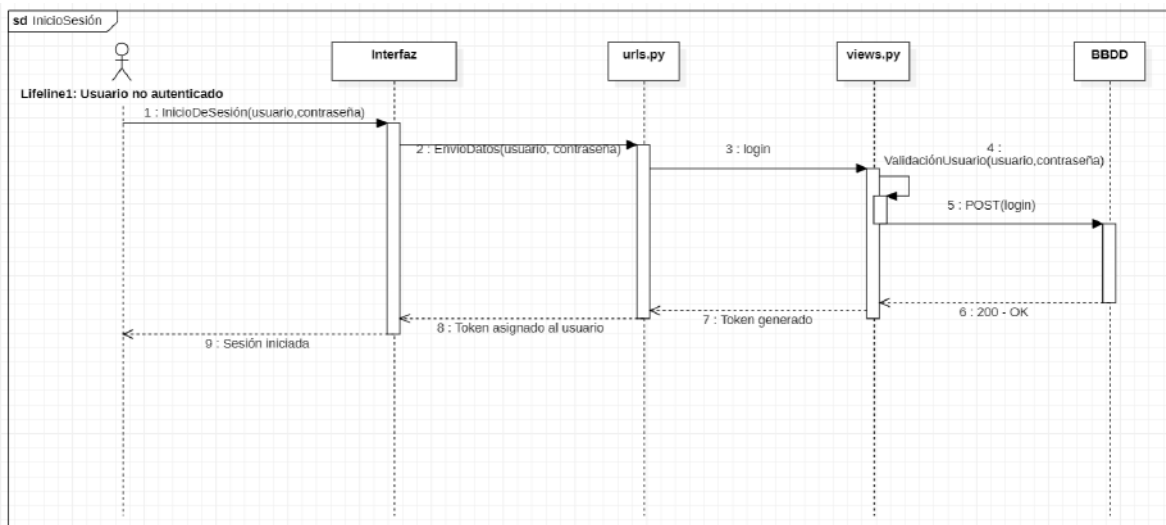 sd InicioSesión
Interfaz
urls.py
views.py
BBDD
Lifeline1: Usuario no autenticado
1 : InicioDeSesión(usuario,contraseña)
2 : EnvíoDatos(usuario, contraseña)
3 : login
4 :
ValidaciónUsuario(usuario,contraseña)
5 : POST(login)
6 : 200 - OK
7 : Token generado
8 : Token asignado al usuario
9 : Sesión iniciada